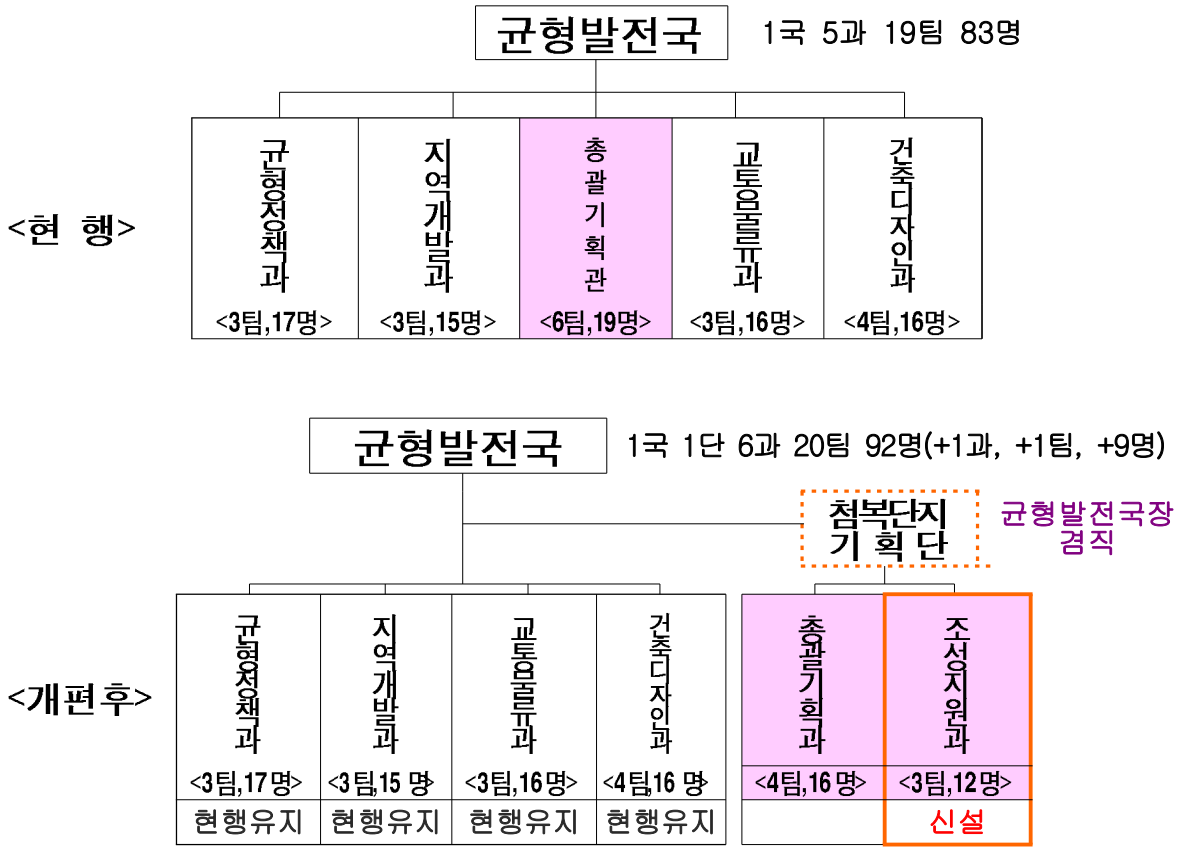 균형발전국
1국 5과 19팀 83명
<현 행>
균형정책과
<3팀,17명>
지역개발과
<3팀,15명>
총괄기획관
<6팀,19명>
교통물류과
<3팀,16명>
건축디자인과
<4팀,16명>
균형발전국
1국 1단 6과 20팀 92명(+1과, +1팀, +9명)
첨복단지
기 획 단
균형발전국장
겸직
<개편후>
균형정책과
<3팀,17명>
현행유지
지역개발과
<3팀,15 명>
현행유지
교통물류과
<3팀,16명>
현행유지
건축디자인과
<4팀,16 명>
현행유지
총괄기획과
<4팀,16명>
조성지원과
<3팀,12명>
신설